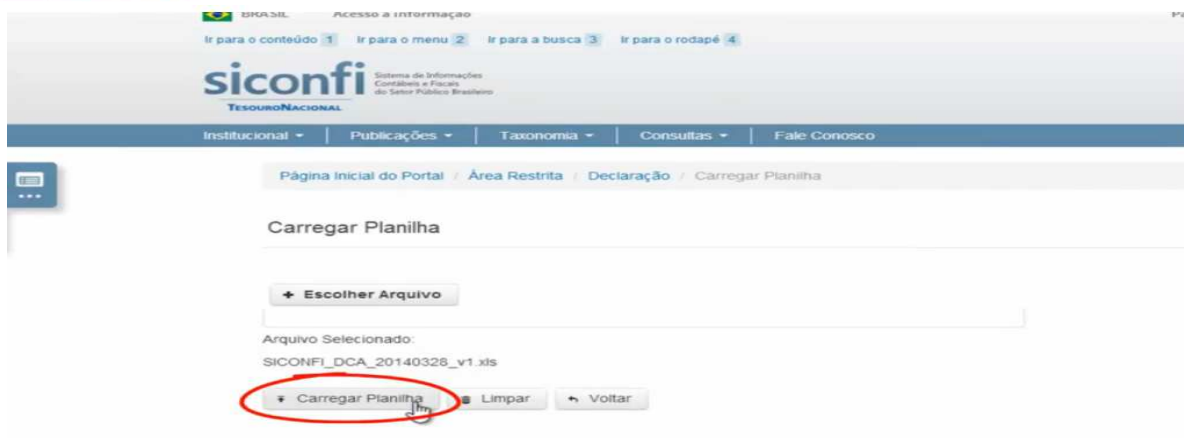 BRASIL Acesso à informação
Ir para o conteúdo 1 Ir para o menu 2 Ir para a busca 3 Ir para o rodapé 4
siconfi Sistema de Informações
Contábeis e Fiscais
do Setor Público Brasileiro
TESOURONACIONAL
Institucional Publicações Taxonomia Consultas Fale Conosco
Página Inicial do Portal / Área Restrita / Declaração / Carregar Planilha
Carregar Planilha
+ Escolher Arquivo
Arquivo Selecionado:
SICONFI_DCA_20140328_v1.xls
Carregar Planilha Limpar Voltar